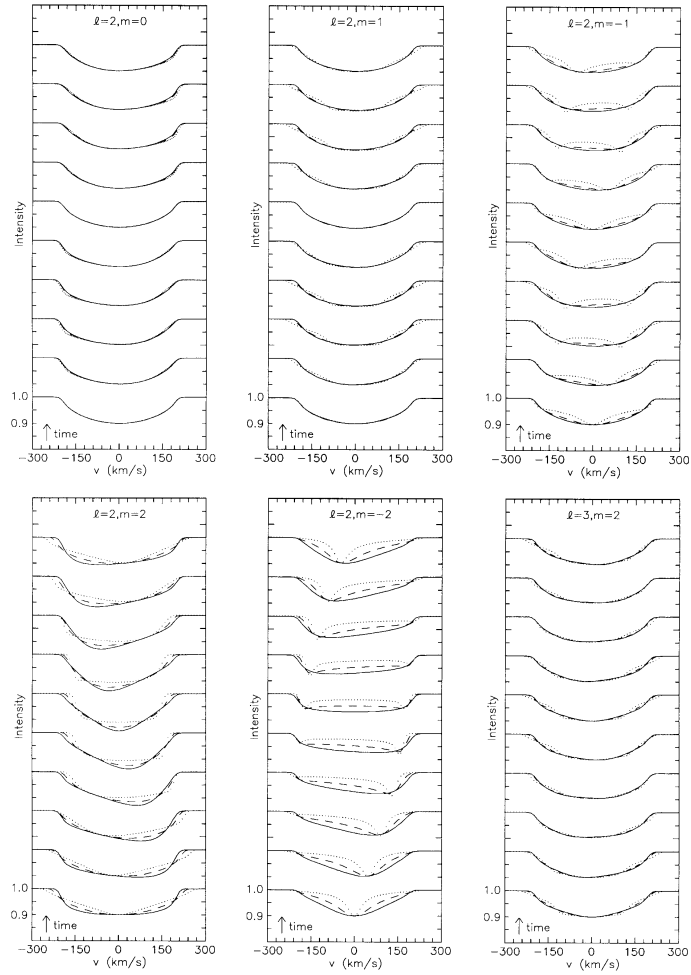 ℓ=2,m=0
Intensity
1.0
0.9
↑ time
−300 −150 0 150 300
v (km/s)
ℓ=2,m=1
Intensity
1.0
0.9
↑ time
−300 −150 0 150 300
v (km/s)
ℓ=2,m=−1
Intensity
1.0
0.9
↑ time
−300 −150 0 150 300
v (km/s)
ℓ=2,m=2
Intensity
1.0
0.9
↑ time
−300 −150 0 150 300
v (km/s)
ℓ=2,m=−2
Intensity
1.0
0.9
↑ time
−300 −150 0 150 300
v (km/s)
ℓ=3,m=2
Intensity
1.0
0.9
↑ time
−300 −150 0 150 300
v (km/s)